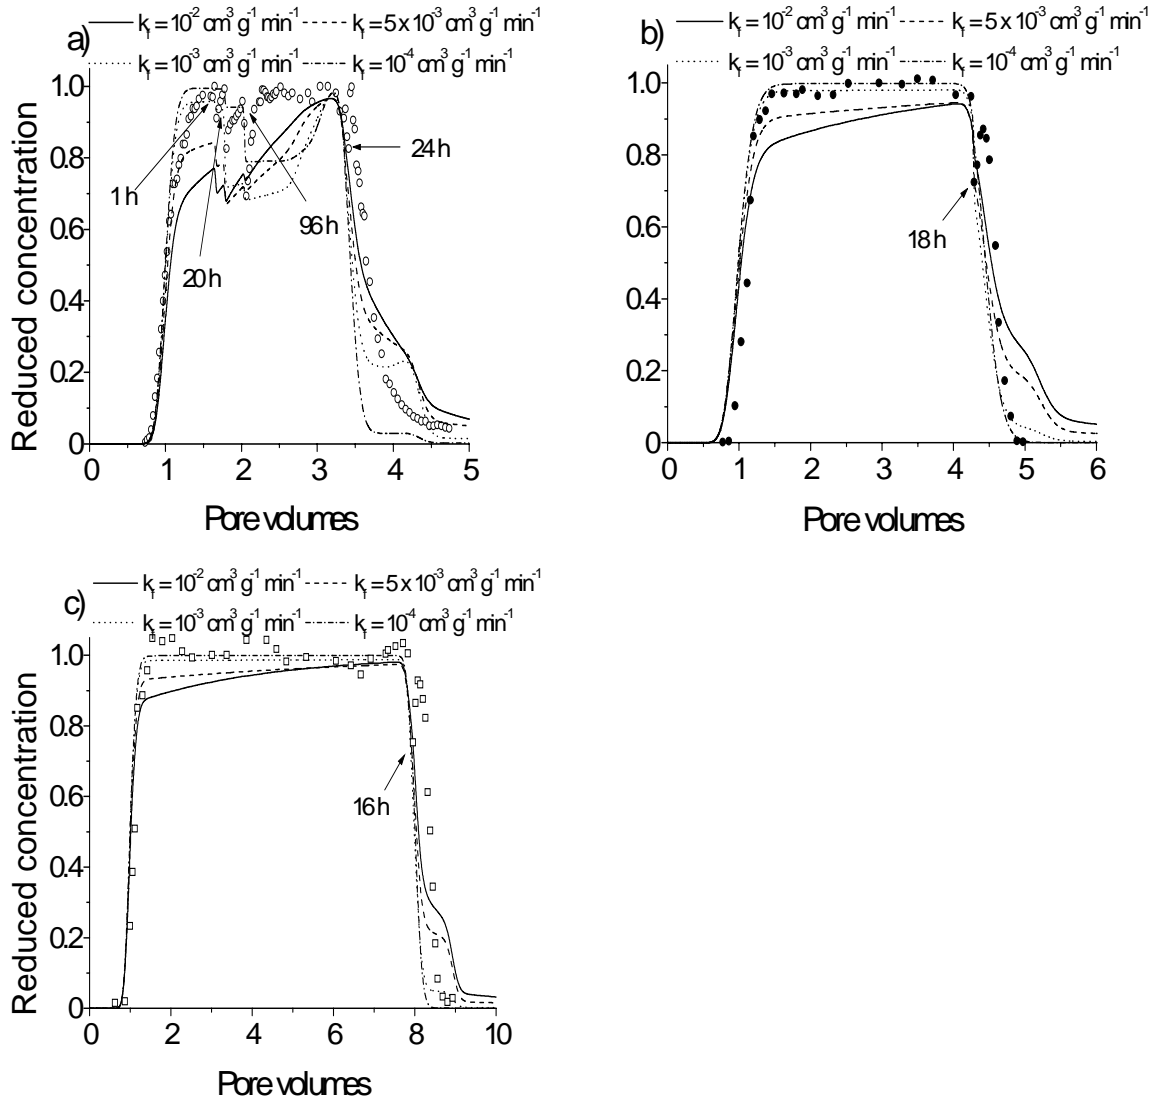 a)
k_f = 10^-2 cm^3 g^-1 min^-1 k_f = 5 x 10^-3 cm^3 g^-1 min^-1
k_f = 10^-3 cm^3 g^-1 min^-1 k_f = 10^-4 cm^3 g^-1 min^-1
Reduced concentration
1.0
0.8
0.6
0.4
0.2
0
1 h
20 h
96 h
24 h
0 1 2 3 4 5
Pore volumes
b)
k_f = 10^-2 cm^3 g^-1 min^-1 k_f = 5 x 10^-3 cm^3 g^-1 min^-1
k_f = 10^-3 cm^3 g^-1 min^-1 k_f = 10^-4 cm^3 g^-1 min^-1
1.0
0.8
0.6
0.4
0.2
0
18 h
0 1 2 3 4 5 6
Pore volumes
c)
k_f = 10^-2 cm^3 g^-1 min^-1 k_f = 5 x 10^-3 cm^3 g^-1 min^-1
k_f = 10^-3 cm^3 g^-1 min^-1 k_f = 10^-4 cm^3 g^-1 min^-1
Reduced concentration
1.0
0.8
0.6
0.4
0.2
0
16 h
0 2 4 6 8 10
Pore volumes